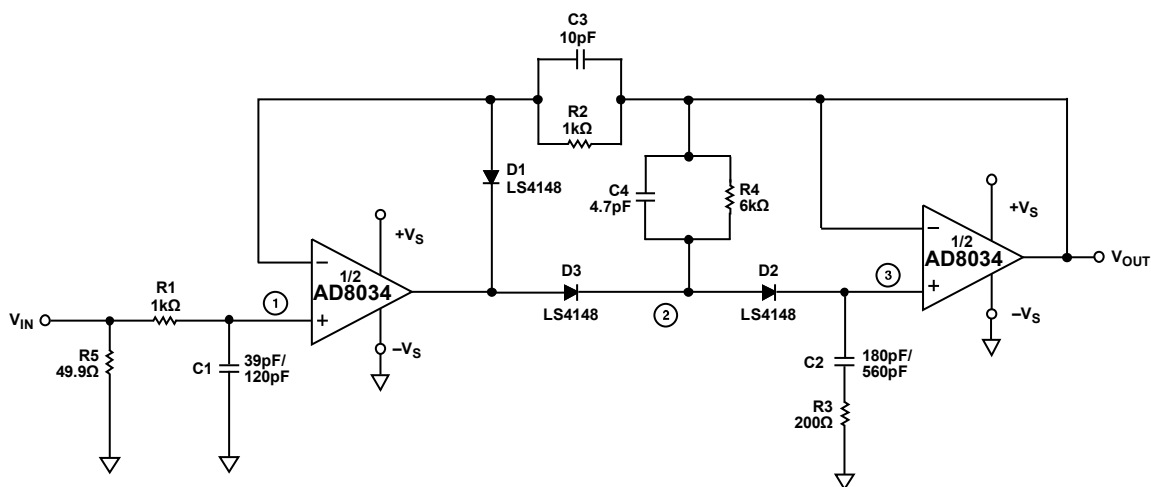 C3
10pF
R2
1kΩ
D1
LS4148
C4
4.7pF
R4
6kΩ
+VS
1/2
AD8034
–VS
+VS
1/2
AD8034
–VS
VOUT
D3
LS4148
2
D2
LS4148
3
R1
1kΩ
1
VIN
R5
49.9Ω
C1
39pF/
120pF
C2
180pF/
560pF
R3
200Ω